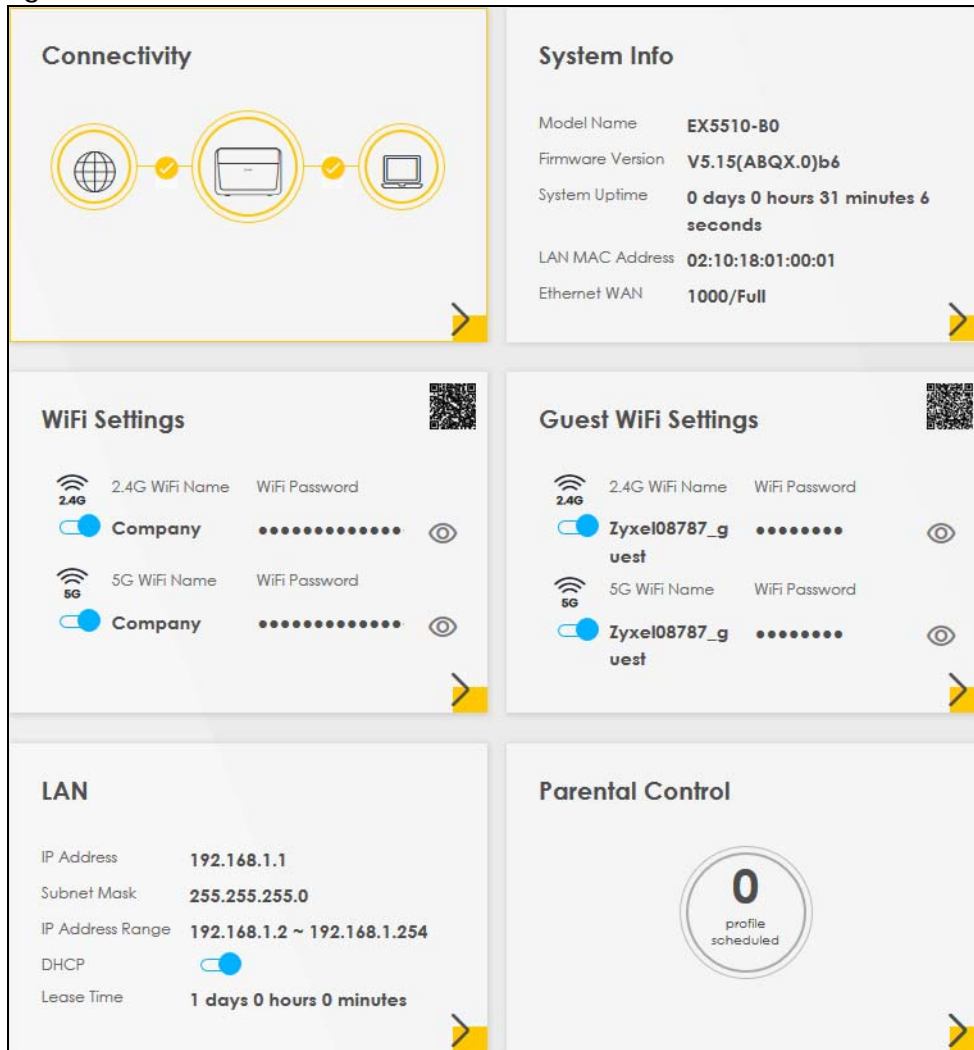 Connectivity
System Info
Model Name EX5510-B0
Firmware Version V5.15(ABQX.0)b6
System Uptime 0 days 0 hours 31 minutes 6
seconds
LAN MAC Address 02:10:18:01:00:01
Ethernet WAN 1000/Full
WiFi Settings
2.4G 2.4G WiFi Name WiFi Password
Company •••••••••••••
5G 5G WiFi Name WiFi Password
Company •••••••••••••
Guest WiFi Settings
2.4G 2.4G WiFi Name WiFi Password
Zyxel08787_g ••••••••
uest
5G 5G WiFi Name WiFi Password
Zyxel08787_g ••••••••
uest
LAN
IP Address 192.168.1.1
Subnet Mask 255.255.255.0
IP Address Range 192.168.1.2 ~ 192.168.1.254
DHCP
Lease Time 1 days 0 hours 0 minutes
Parental Control
0
profile
scheduled